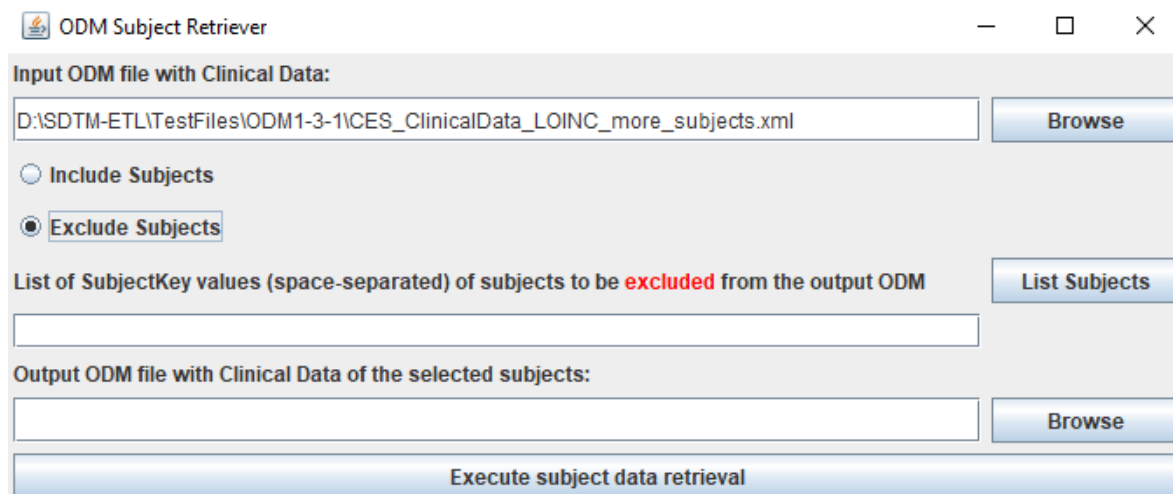 ODM Subject Retriever
Input ODM file with Clinical Data:
D:\SDTM-ETL\TestFiles\ODM1-3-1\CES_ClinicalData_LOINC_more_subjects.xml Browse
Include Subjects
Exclude Subjects
List of SubjectKey values (space-separated) of subjects to be excluded from the output ODM List Subjects
Output ODM file with Clinical Data of the selected subjects:
Browse
Execute subject data retrieval